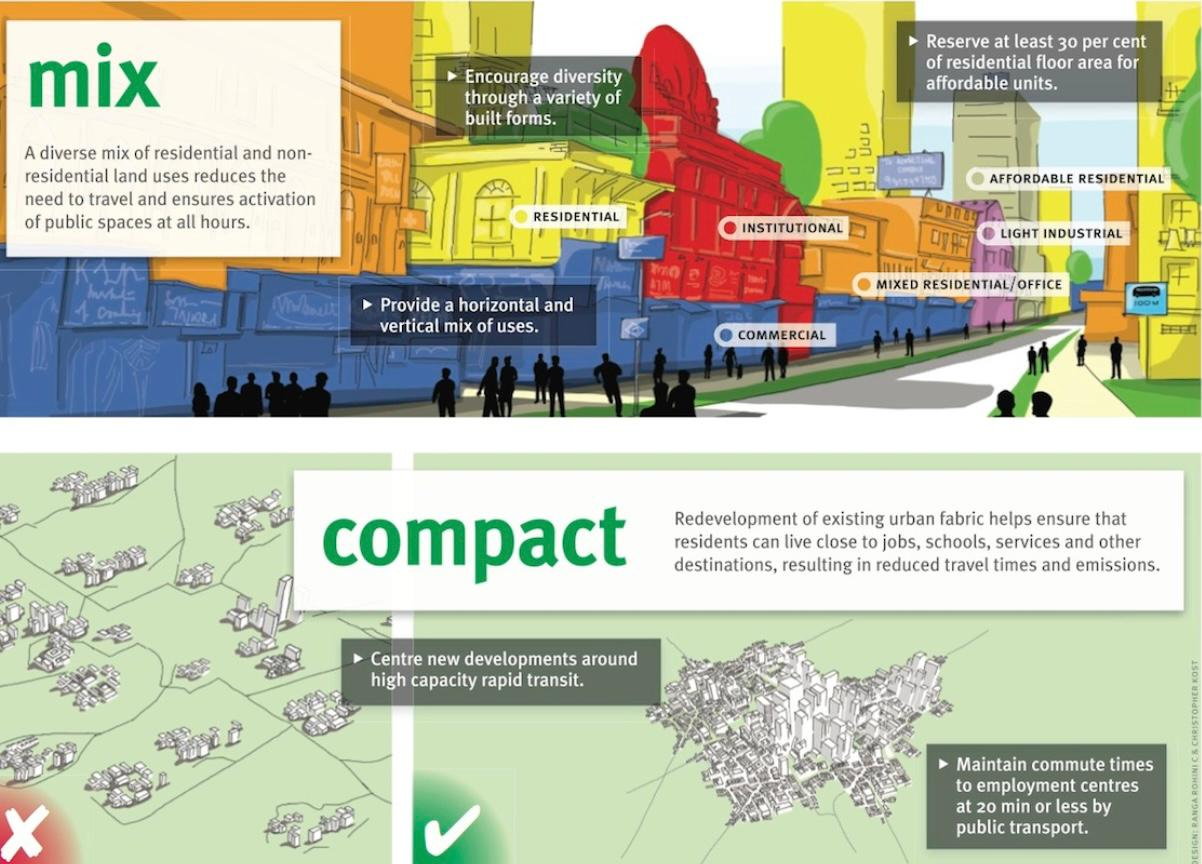 mix
A diverse mix of residential and non-
residential land uses reduces the
need to travel and ensures activation
of public spaces at all hours.
Encourage diversity
through a variety of
built forms.
Reserve at least 30 per cent
of residential floor area for
affordable units.
AFFORDABLE RESIDENTIAL
RESIDENTIAL
INSTITUTIONAL
LIGHT INDUSTRIAL
MIXED RESIDENTIAL/OFFICE
Provide a horizontal and
vertical mix of uses.
COMMERCIAL
100 M
compact
Redevelopment of existing urban fabric helps ensure that
residents can live close to jobs, schools, services and other
destinations, resulting in reduced travel times and emissions.
Centre new developments around
high capacity rapid transit.
Maintain commute times
to employment centres
at 20 min or less by
public transport.
ESIGN: RANGA ROHINI C & CHRISTOPHER KOST